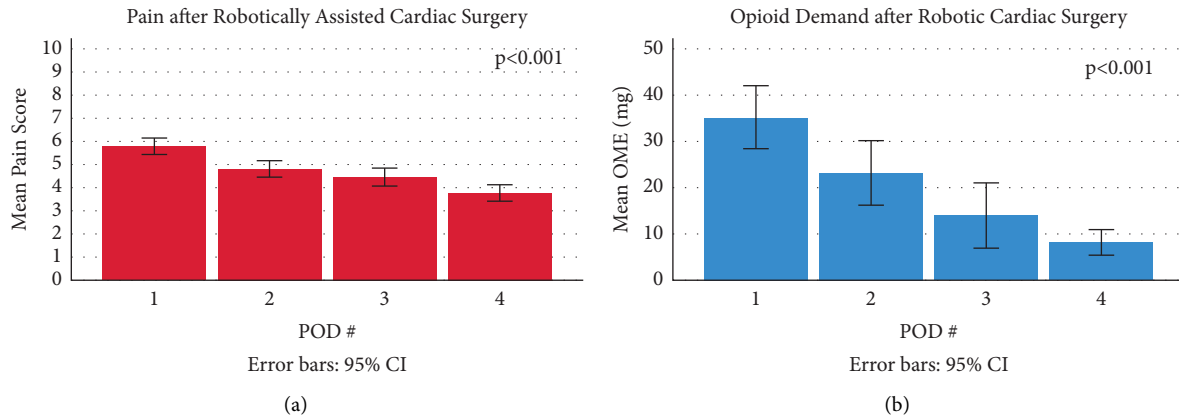 Pain after Robotically Assisted Cardiac Surgery
10
9
8
7
6
5
4
3
2
1
0
Mean Pain Score
p<0.001
1 2 3 4
POD #
Error bars: 95% CI
(a)
Opioid Demand after Robotic Cardiac Surgery
50
40
30
20
10
0
Mean OME (mg)
p<0.001
1 2 3 4
POD #
Error bars: 95% CI
(b)